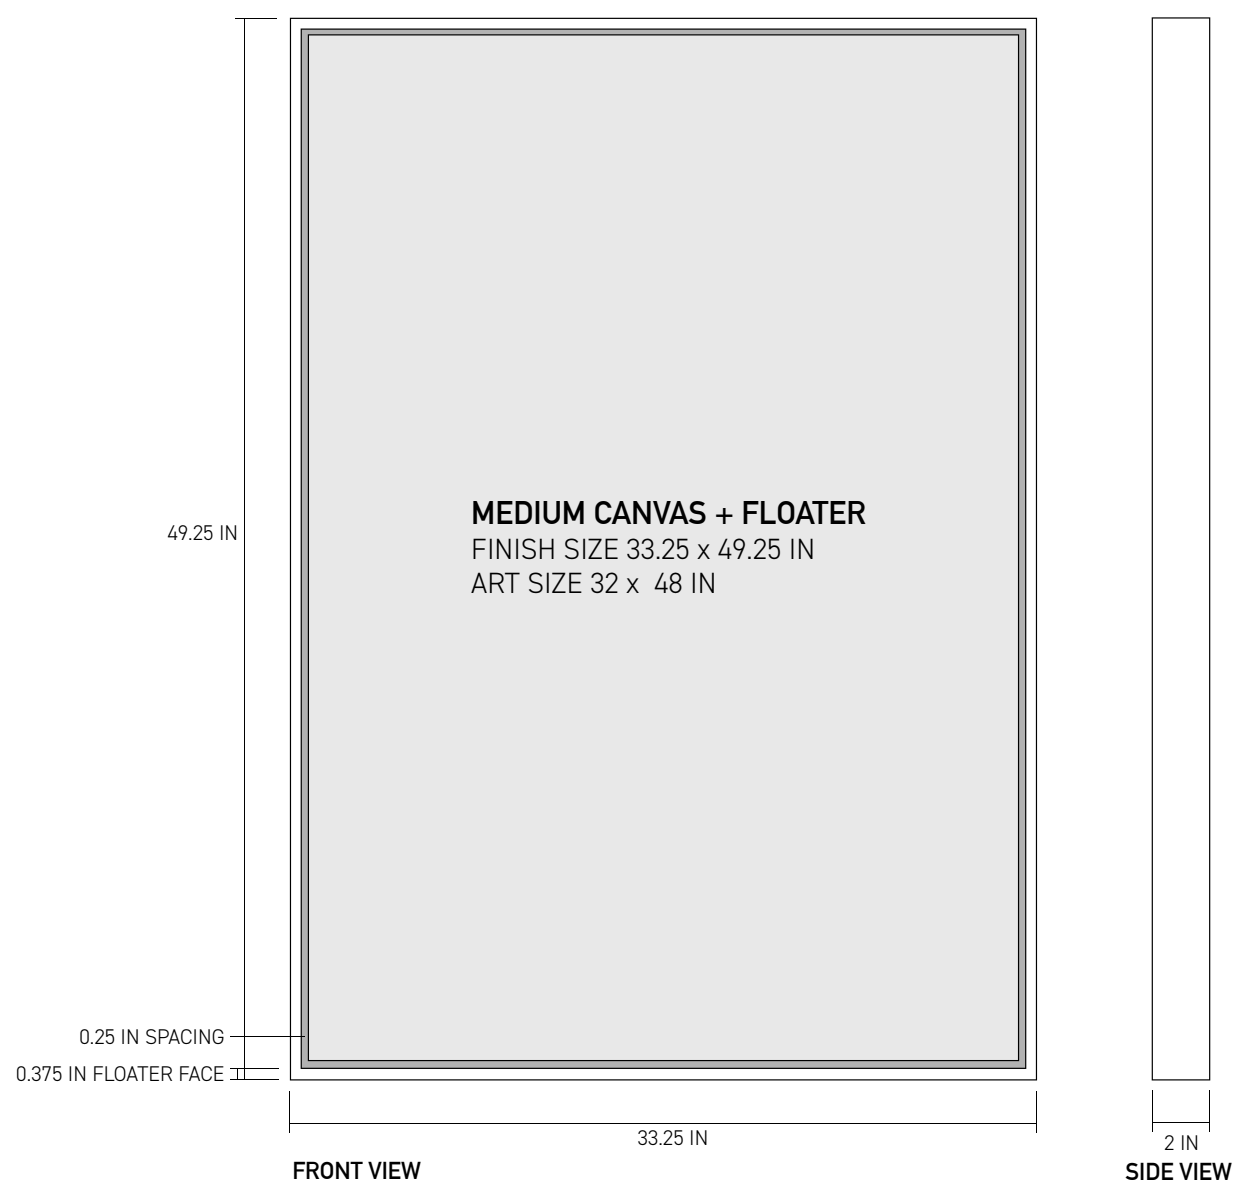 MEDIUM CANVAS + FLOATER
FINISH SIZE 33.25 x 49.25 IN
ART SIZE 32 x  48 IN
49.25 IN
0.25 IN SPACING
0.375 IN FLOATER FACE
33.25 IN
2 IN
FRONT VIEW
SIDE VIEW